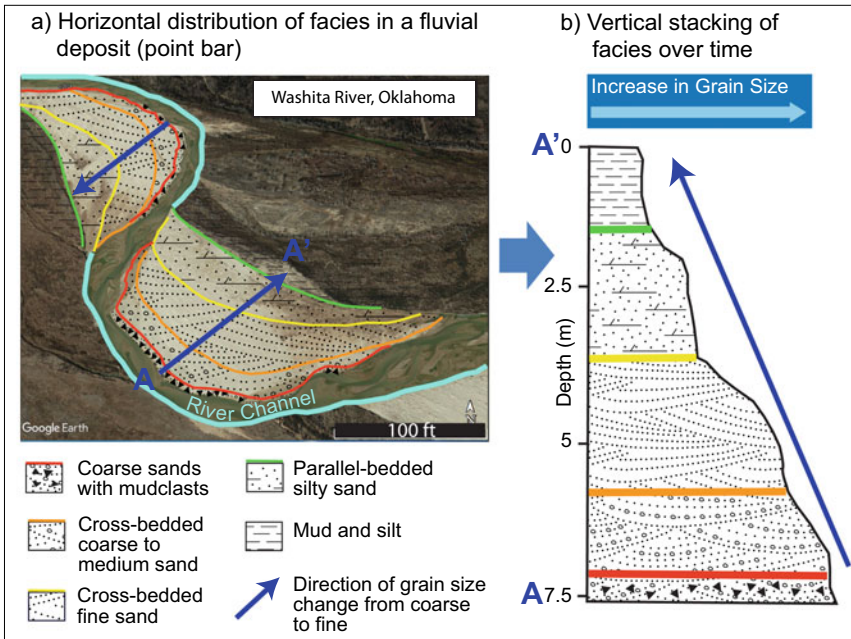 a) Horizontal distribution of facies in a fluvial
deposit (point bar)
Washita River, Oklahoma
A'
A
River Channel
Google Earth
N
100 ft
Coarse sands
with mudclasts
Cross-bedded
coarse to
medium sand
Cross-bedded
fine sand
Parallel-bedded
silty sand
Mud and silt
Direction of grain size
change from coarse
to fine
b) Vertical stacking of
facies over time
Increase in Grain Size
A' 0
2.5
Depth (m)
5
A 7.5